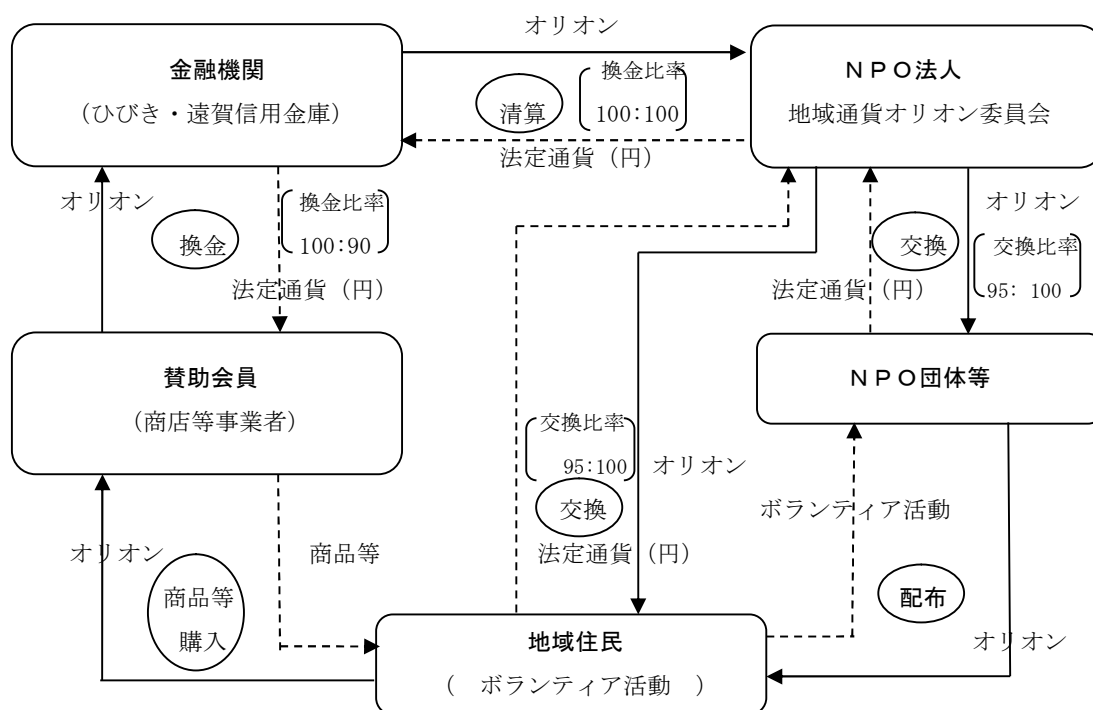 オリオン
金融機関
(ひびき・遠賀信用金庫)
清算
換金比率
100:100
ＮＰＯ法人
地域通貨オリオン委員会
法定通貨（円）
オリオン
換金
換金比率
100:90
法定通貨（円）
オリオン
交換
交換比率
95: 100
法定通貨（円）
賛助会員
(商店等事業者)
ＮＰＯ団体等
交換比率
95:100
オリオン
交換
法定通貨（円）
ボランティア活動
オリオン
商品等
商品等
購入
配布
オリオン
地域住民
（　ボランティア活動　）